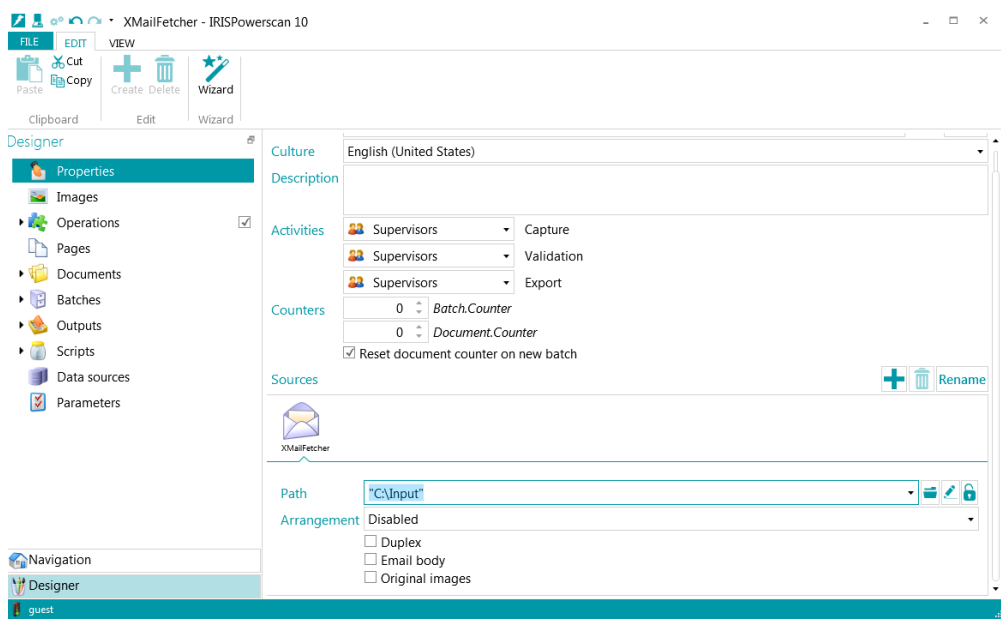 XMailFetcher - IRISPowerscan 10
FILE EDIT VIEW
Paste Cut Copy Create Delete Wizard
Clipboard Edit Wizard
Designer
Properties
Images
Operations
Pages
Documents
Batches
Outputs
Scripts
Data sources
Parameters
Navigation
Designer
Culture English (United States)
Description
Activities Supervisors Capture
Supervisors Validation
Supervisors Export
Counters 0 Batch.Counter
0 Document.Counter
Reset document counter on new batch
Sources Rename
XMailFetcher
Path "C:\Input"
Arrangement Disabled
Duplex
Email body
Original images
guest